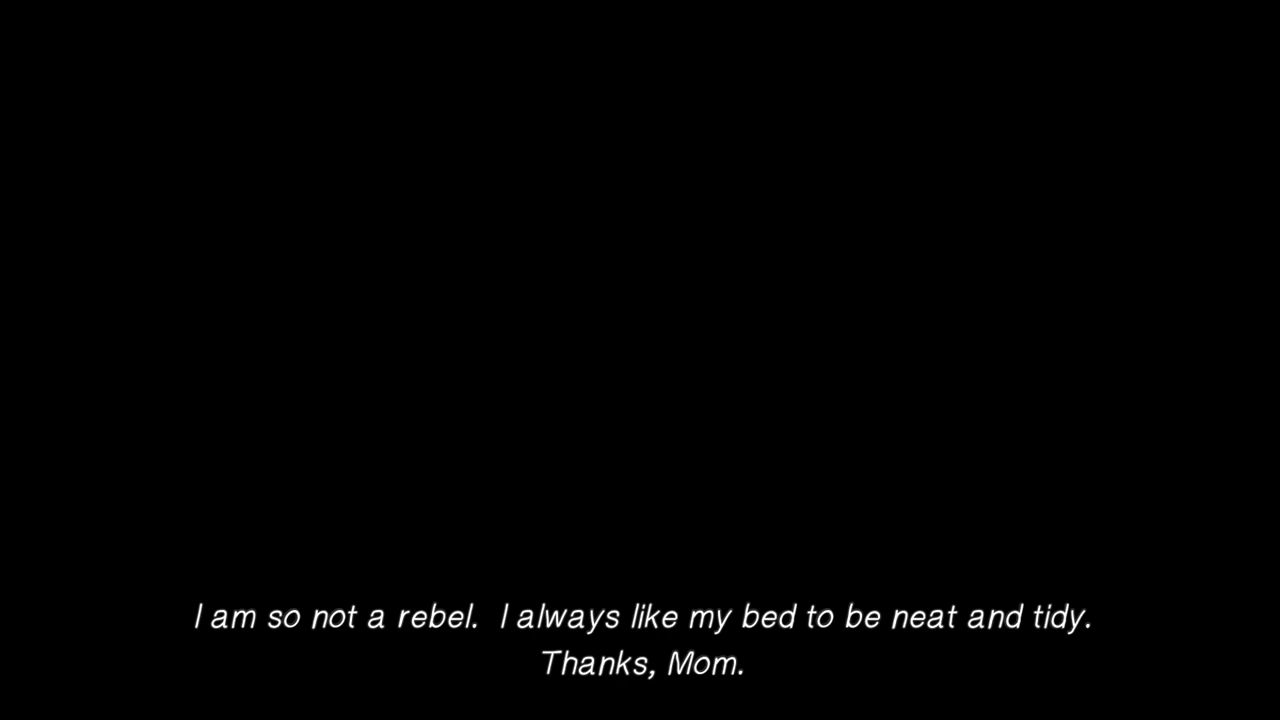 I am so not a rebel.  I always like my bed to be neat and tidy.
Thanks, Mom.